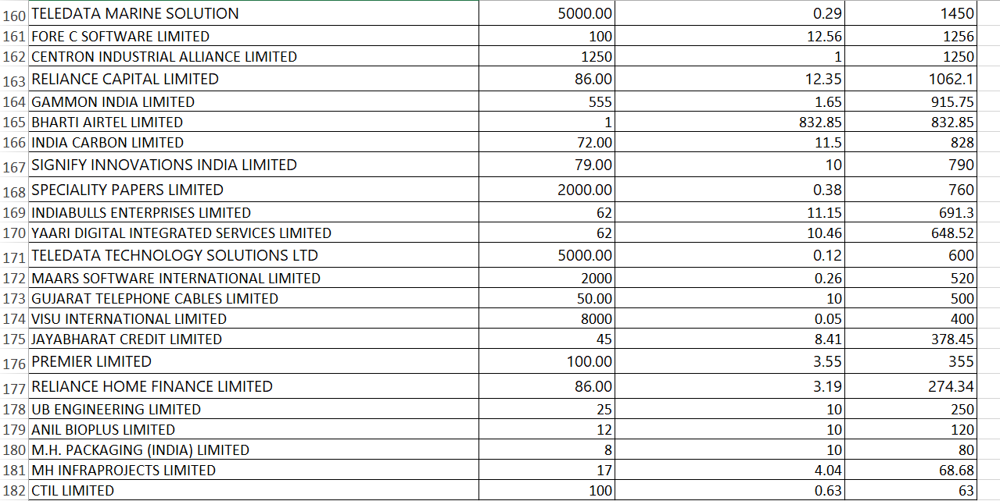 160 TELEDATA MARINE SOLUTION 5000.00 0.29 1450
161 FORE C SOFTWARE LIMITED 100 12.56 1256
162 CENTRON INDUSTRIAL ALLIANCE LIMITED 1250 1 1250
163 RELIANCE CAPITAL LIMITED 86.00 12.35 1062.1
164 GAMMON INDIA LIMITED 555 1.65 915.75
165 BHARTI AIRTEL LIMITED 1 832.85 832.85
166 INDIA CARBON LIMITED 72.00 11.5 828
167 SIGNIFY INNOVATIONS INDIA LIMITED 79.00 10 790
168 SPECIALITY PAPERS LIMITED 2000.00 0.38 760
169 INDIABULLS ENTERPRISES LIMITED 62 11.15 691.3
170 YAARI DIGITAL INTEGRATED SERVICES LIMITED 62 10.46 648.52
171 TELEDATA TECHNOLOGY SOLUTIONS LTD 5000.00 0.12 600
172 MAARS SOFTWARE INTERNATIONAL LIMITED 2000 0.26 520
173 GUJARAT TELEPHONE CABLES LIMITED 50.00 10 500
174 VISU INTERNATIONAL LIMITED 8000 0.05 400
175 JAYABHARAT CREDIT LIMITED 45 8.41 378.45
176 PREMIER LIMITED 100.00 3.55 355
177 RELIANCE HOME FINANCE LIMITED 86.00 3.19 274.34
178 UB ENGINEERING LIMITED 25 10 250
179 ANIL BIOPLUS LIMITED 12 10 120
180 M.H. PACKAGING (INDIA) LIMITED 8 10 80
181 MH INFRAPROJECTS LIMITED 17 4.04 68.68
182 CTIL LIMITED 100 0.63 63